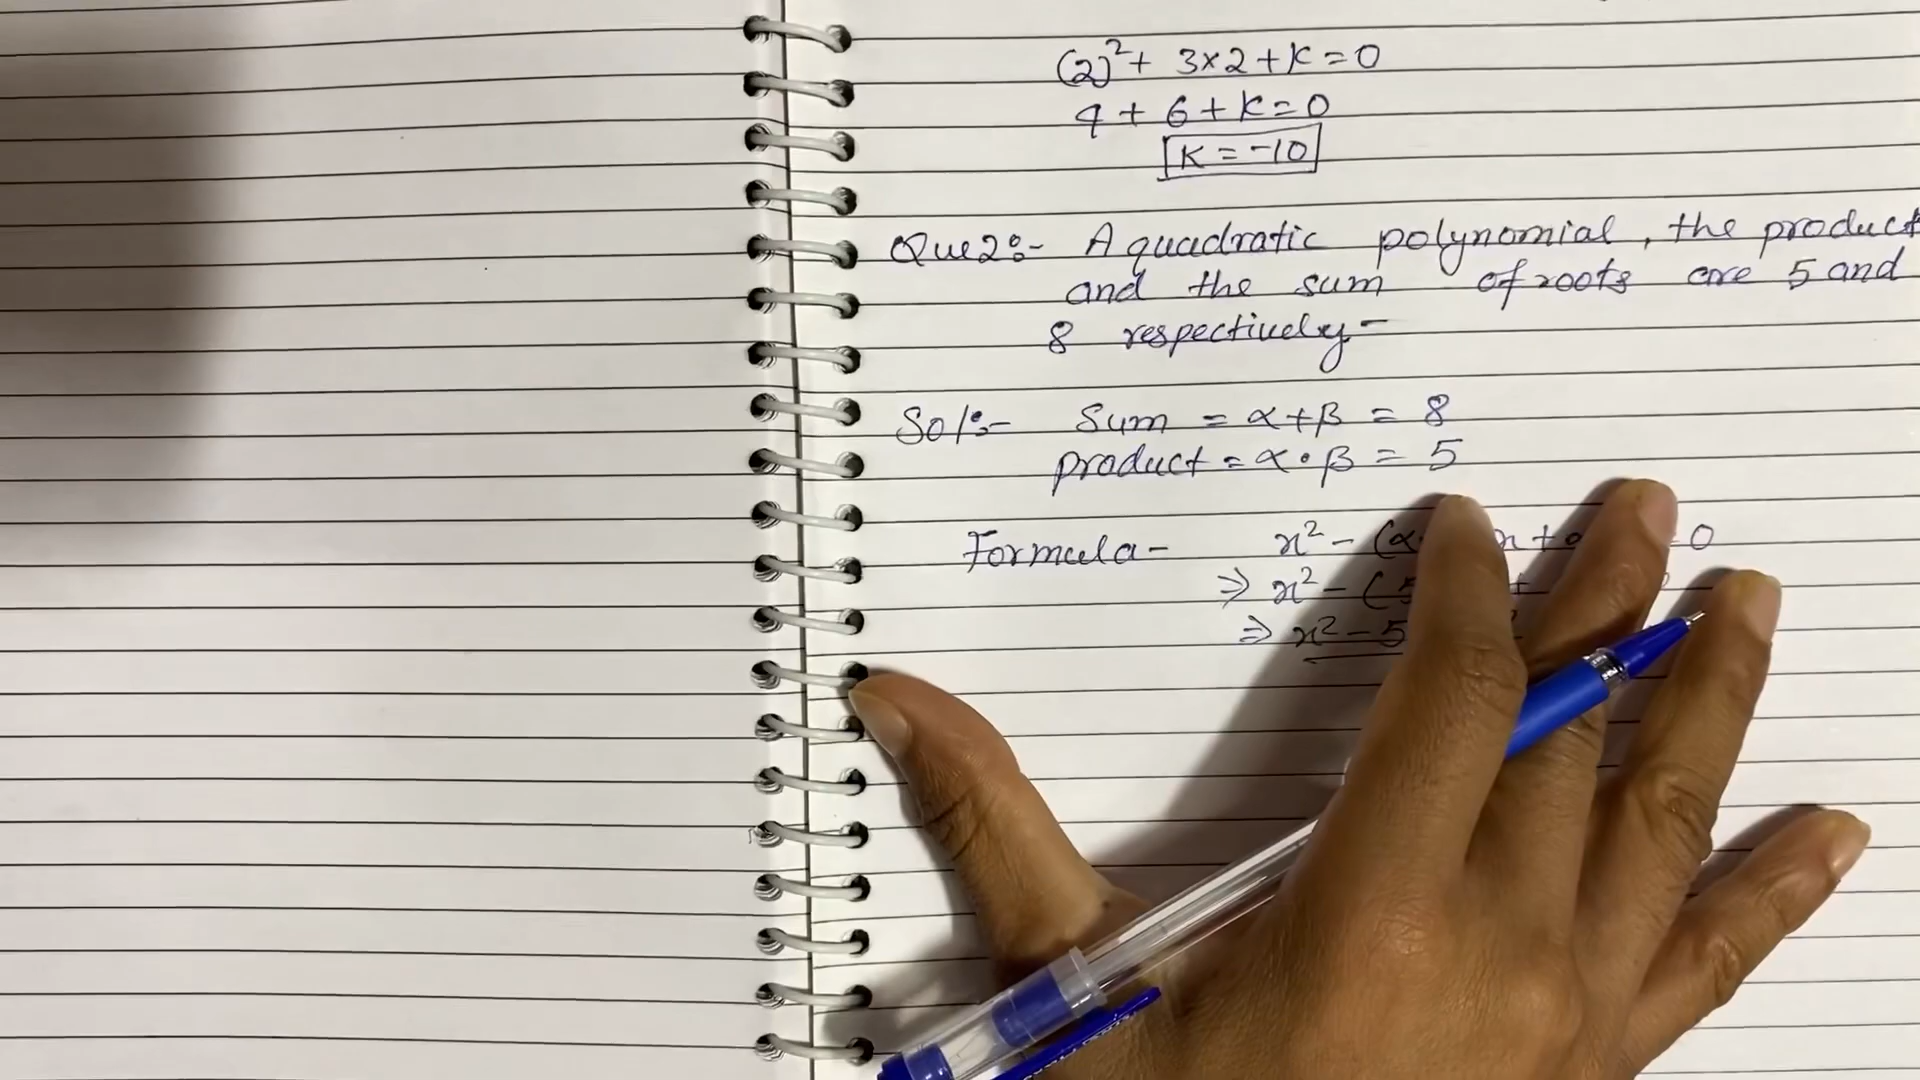 (2)² + 3×2 + K = 0
4 + 6 + K = 0
K = -10
Que2:- A quadratic polynomial, the product
and the sum of roots are 5 and
8 respectively-
Sol:- Sum = α+β = 8
product = α・β = 5
Formula- x² - (α x + 0
⇒ x² - (5 +
⇒ x² - 5